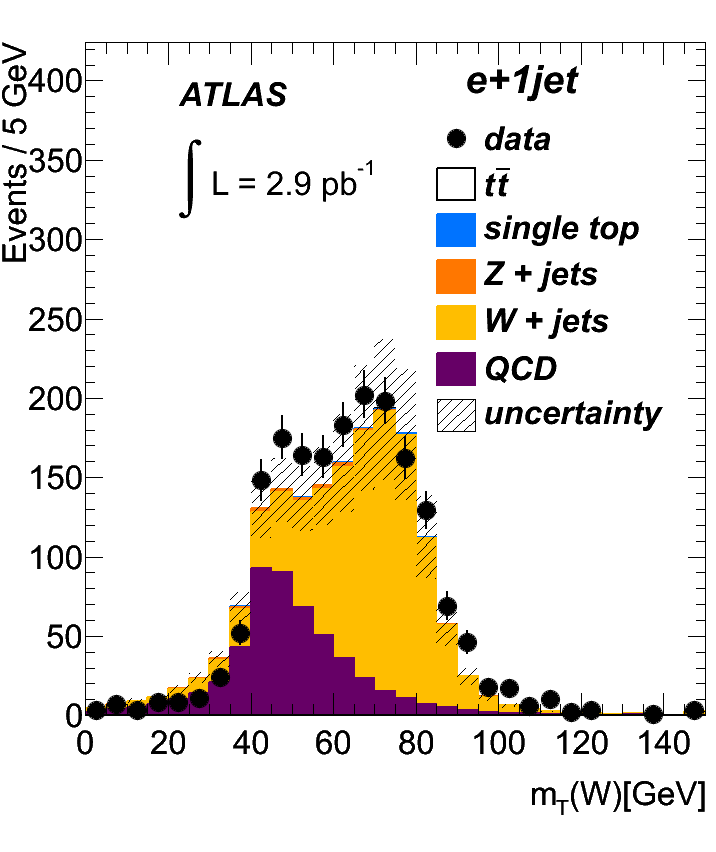 Events / 5 GeV
400
350
300
250
200
150
100
50
0
ATLAS
∫ L = 2.9 pb⁻¹
e+1jet
data
tt̅
single top
Z + jets
W + jets
QCD
uncertainty
0 20 40 60 80 100 120 140
m_T(W)[GeV]